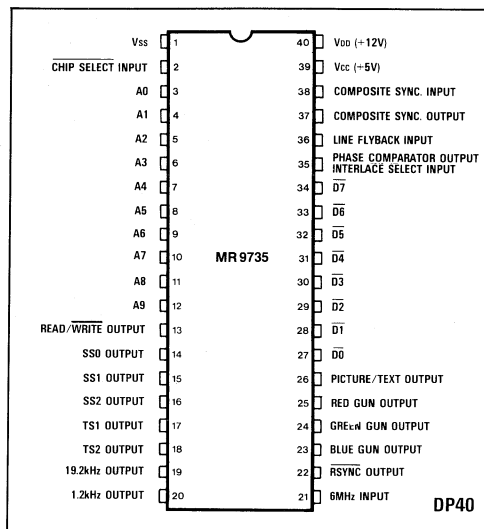 Vss 1 40 VDD (+12V)
CHIP SELECT INPUT 2 39 Vcc (+5V)
A0 3 38 COMPOSITE SYNC. INPUT
A1 4 37 COMPOSITE SYNC. OUTPUT
A2 5 36 LINE FLYBACK INPUT
A3 6 35 PHASE COMPARATOR OUTPUT
INTERLACE SELECT INPUT
A4 7 34 D7
A5 8 33 D6
A6 9 32 D5
A7 10 MR 9735 31 D4
A8 11 30 D3
A9 12 29 D2
READ/WRITE OUTPUT 13 28 D1
SS0 OUTPUT 14 27 D0
SS1 OUTPUT 15 26 PICTURE/TEXT OUTPUT
SS2 OUTPUT 16 25 RED GUN OUTPUT
TS1 OUTPUT 17 24 GREEN GUN OUTPUT
TS2 OUTPUT 18 23 BLUE GUN OUTPUT
19.2kHz OUTPUT 19 22 RSYNC OUTPUT
1.2kHz OUTPUT 20 21 6MHz INPUT
DP40